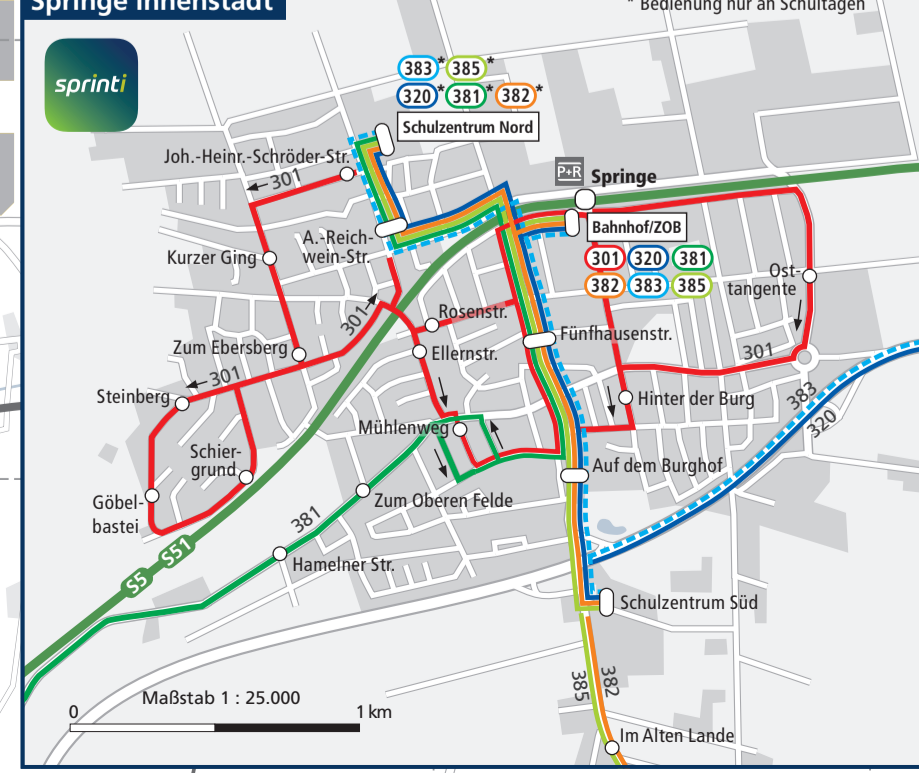 Springe Innenstadt
* Bedienung nur an Schultagen
sprinti
383* 385*
320* 381* 382*
Schulzentrum Nord
Joh.-Heinr.-Schröder-Str.
301
P+R Springe
Bahnhof/ZOB
301 320 381
382 383 385
A.-Reich-
wein-Str.
Kurzer Ging
Ost-
tangente
301
Rosenstr.
Fünfhausenstr.
Zum Ebersberg
Ellernstr.
301
301
Steinberg
Hinter der Burg
383
320
Mühlenweg
Schier-
grund
Auf dem Burghof
Göbel-
bastei
Zum Oberen Felde
381
Hamelner Str.
S5 S51
Schulzentrum Süd
385
382
Maßstab 1 : 25.000
0 1 km
Im Alten Lande